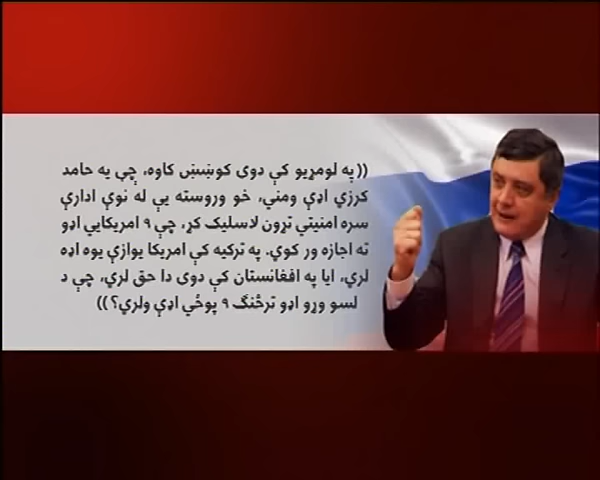 ((په لومړيو کې دوی کوښښ کاوه، چې په حامد
کرزي اډې ومني، خو وروسته يې له نوې ادارې
سره امنيتي تړون لاسليک کړ، چې ۹ امريکايي اډو
ته اجازه ور کوي. په ترکيه کې امريکا يوازې يوه اډه
لري، ايا په افغانستان کې دوی دا حق لري، چې د
لسو وړو اډو ترڅنګ ۹ پوځي اډې ولري؟))